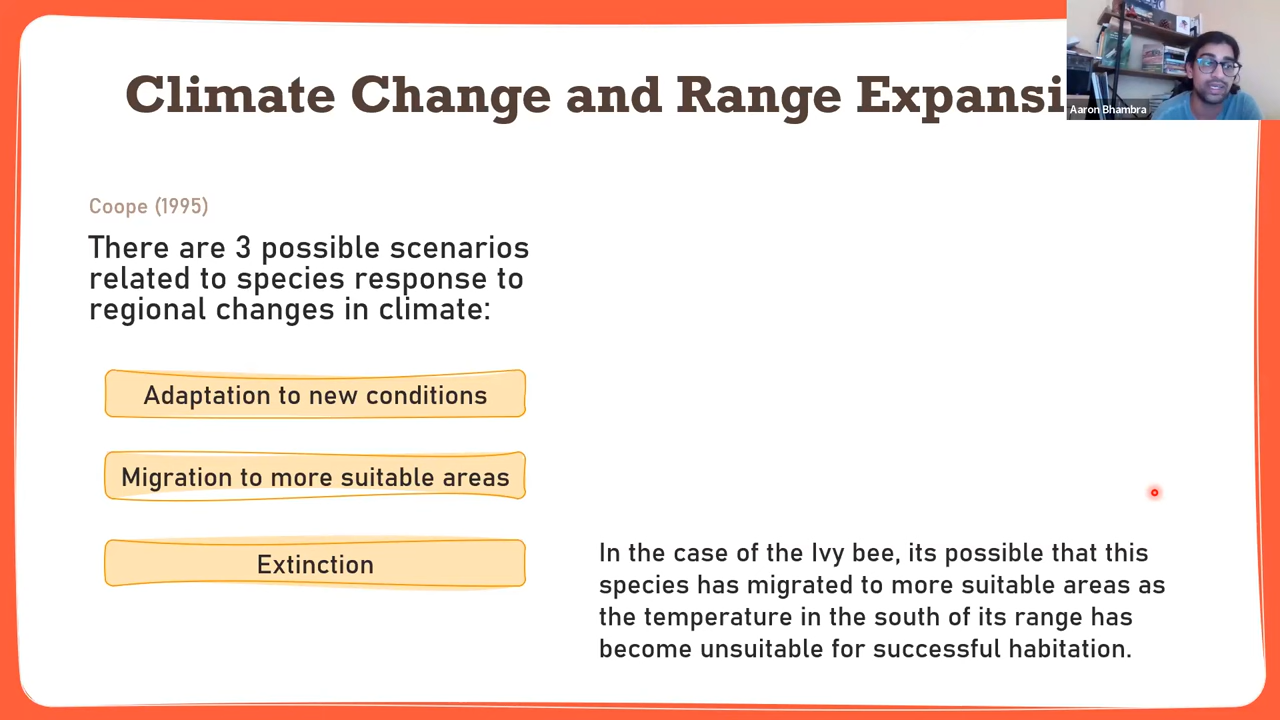 Climate Change and Range Expansi
Aaron Bhambra
Coope (1995)
There are 3 possible scenarios
related to species response to
regional changes in climate:
Adaptation to new conditions
Migration to more suitable areas
Extinction
In the case of the Ivy bee, its possible that this
species has migrated to more suitable areas as
the temperature in the south of its range has
become unsuitable for successful habitation.